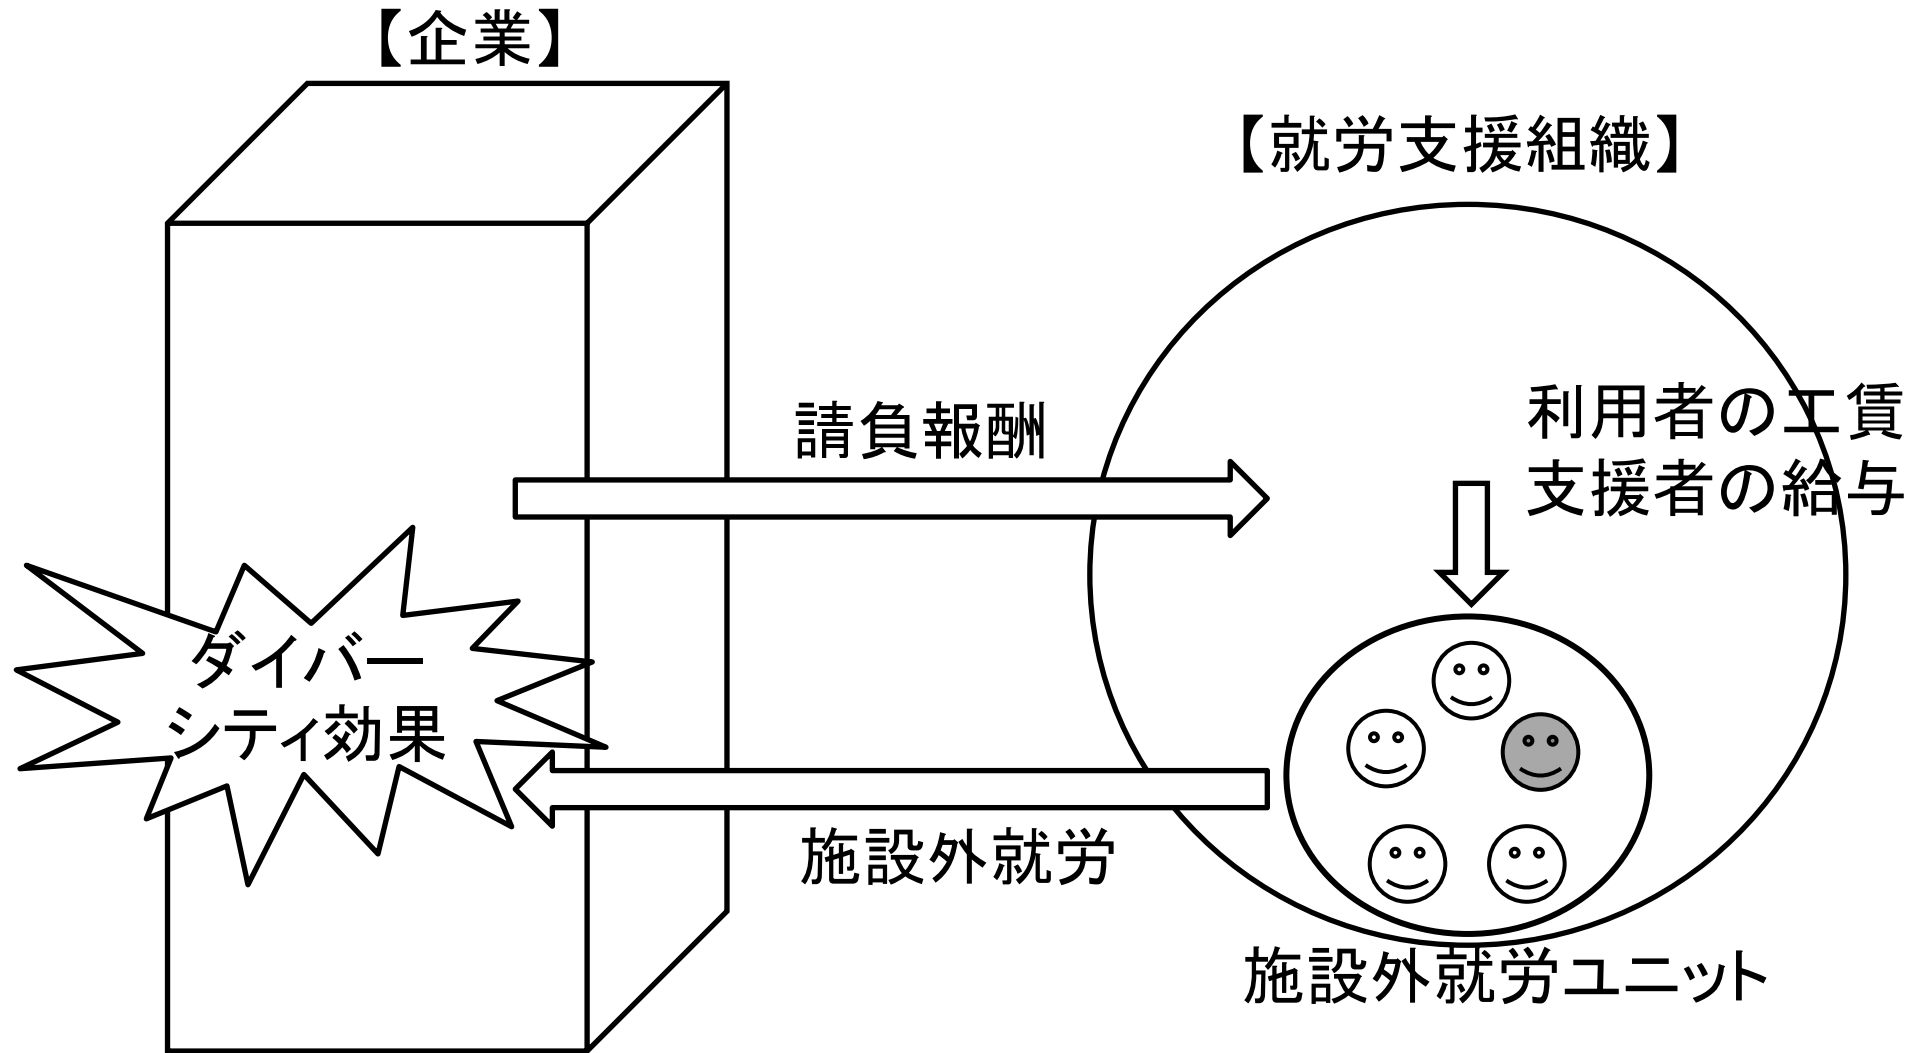 【企業】
【就労支援組織】
請負報酬
利用者の工賃
支援者の給与
ダイバー
シティ効果
施設外就労
施設外就労ユニット